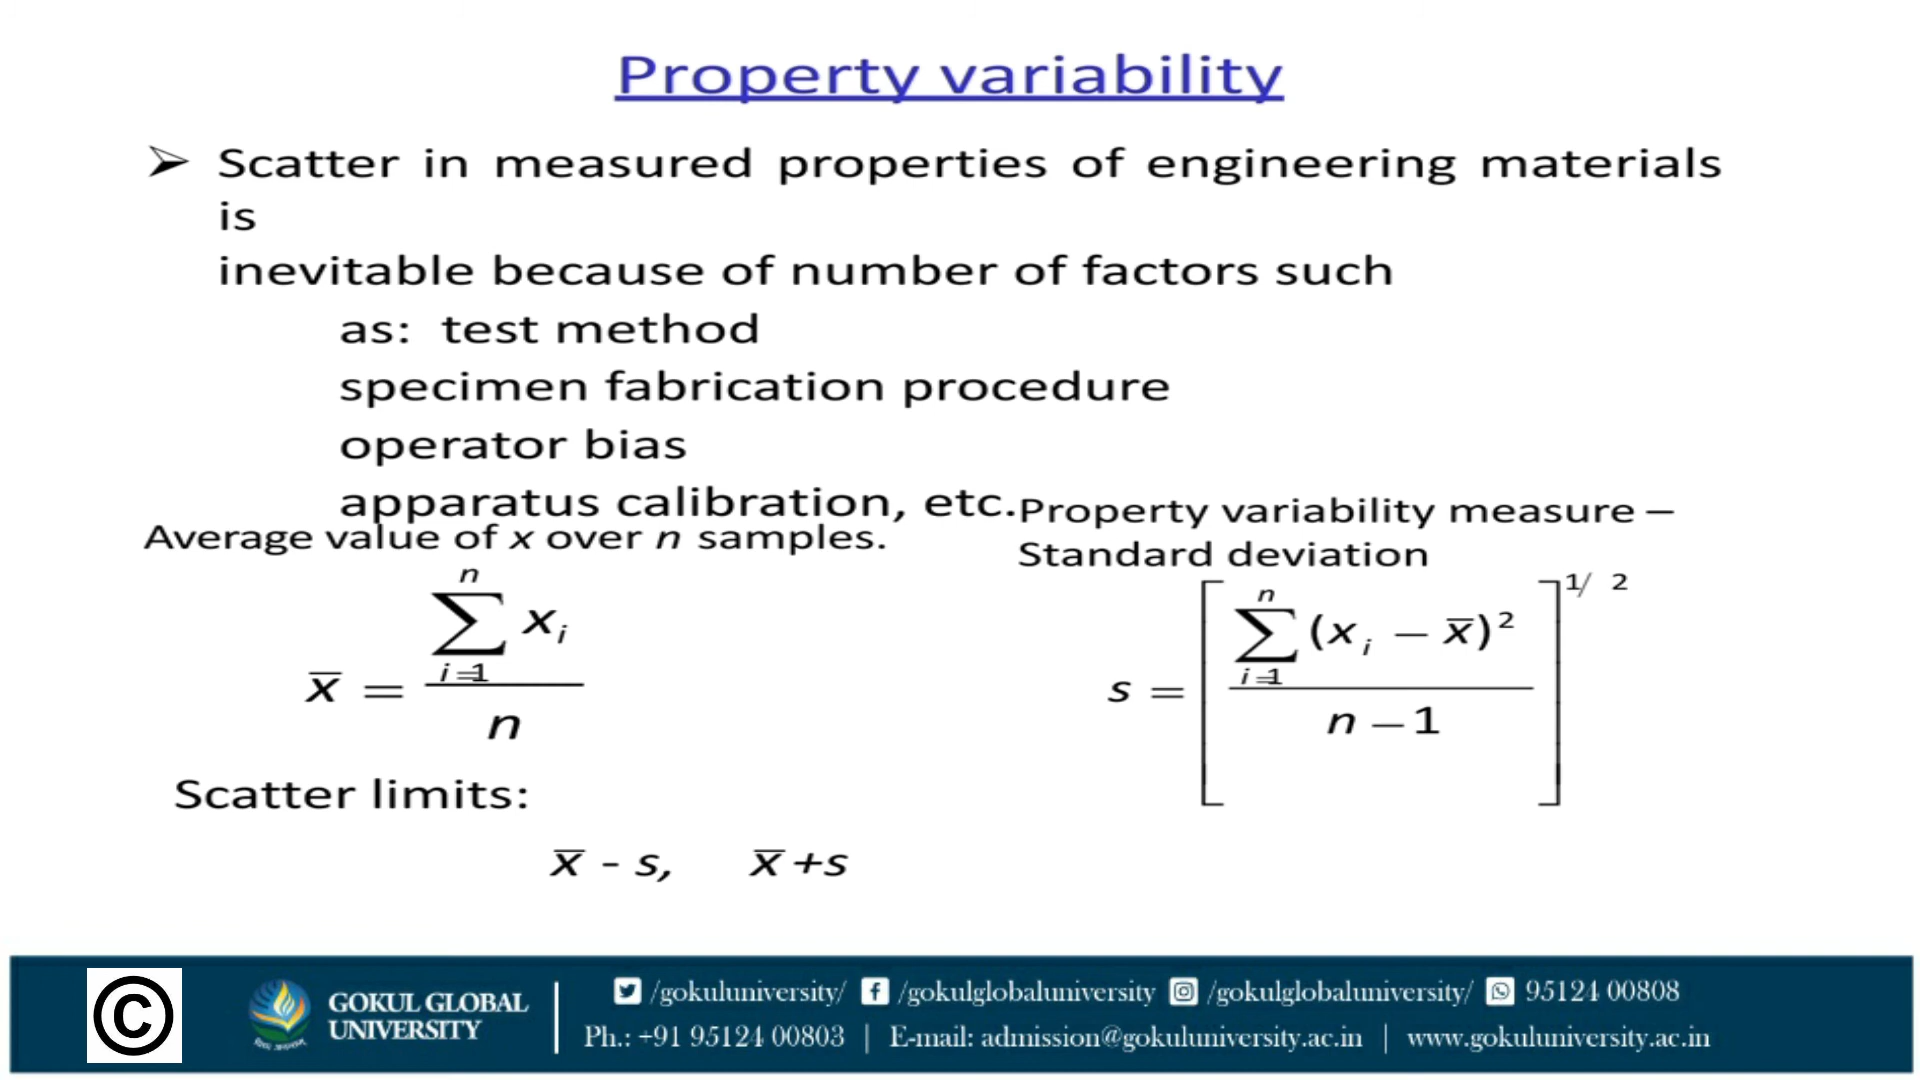 Property variability
➢ Scatter in measured properties of engineering materials
is
inevitable because of number of factors such
as: test method
specimen fabrication procedure
operator bias
apparatus calibration, etc.
Average value of x over n samples.
x̄ = ∑ᵢ₌₁ⁿ xᵢ / n
Property variability measure –
Standard deviation
s = [ ∑ᵢ₌₁ⁿ (xᵢ – x̄)² / n – 1 ]^1/ 2
Scatter limits:
x̄ - s, x̄ +s
©
GOKUL GLOBAL
UNIVERSITY
/gokuluniversity/ /gokulglobaluniversity /gokulglobaluniversity/ 95124 00808
Ph.: +91 95124 00803 | E-mail: admission@gokuluniversity.ac.in | www.gokuluniversity.ac.in